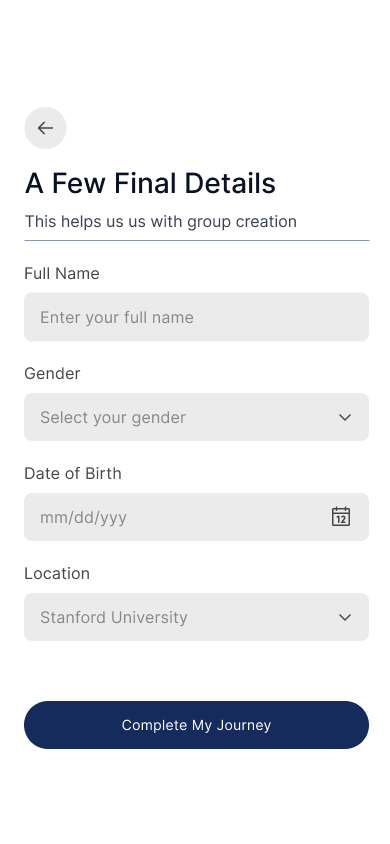 A Few Final Details
This helps us us with group creation
Full Name
Enter your full name
Gender
Select your gender
Date of Birth
mm/dd/yyy
12
Location
Stanford University
Complete My Journey